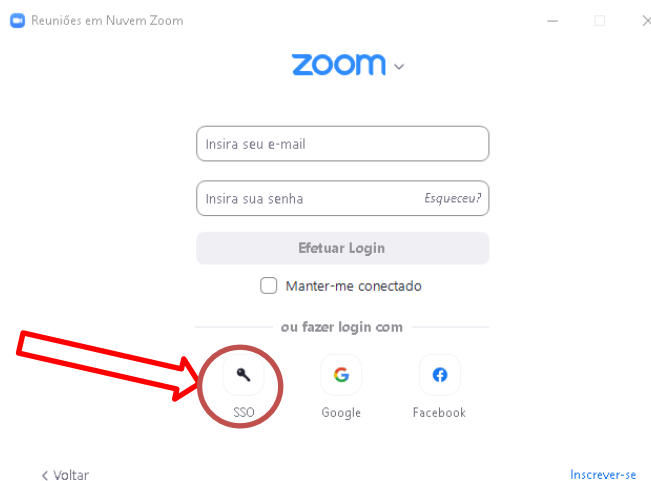 Reuniões em Nuvem Zoom
zoom
Insira seu e-mail
Insira sua senha Esqueceu?
Efetuar Login
Manter-me conectado
ou fazer login com
SSO Google Facebook
Voltar Inscrever-se